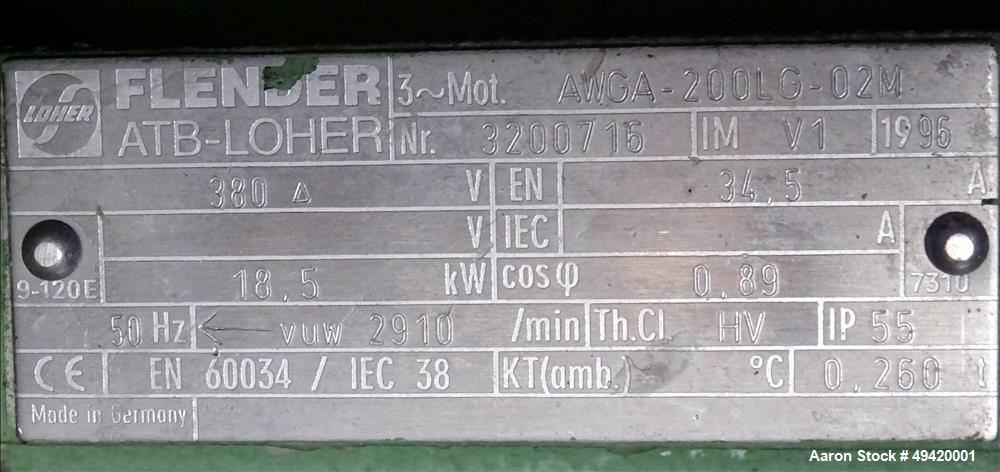 LOHER FLENDER ATB-LOHER
3~Mot. AWGA-200LG-02M
Nr. 3200716 IM V1 1996
380 Δ V EN 34,5 A
V IEC A
9-120E 18,5 kW cosφ 0,89 7310
50 Hz ← vuw 2910 /min Th.Cl. HV IP 55
CE EN 60034 / IEC 38 KT(amb.) °C 0,260 t
Made in Germany
Aaron Stock # 49420001